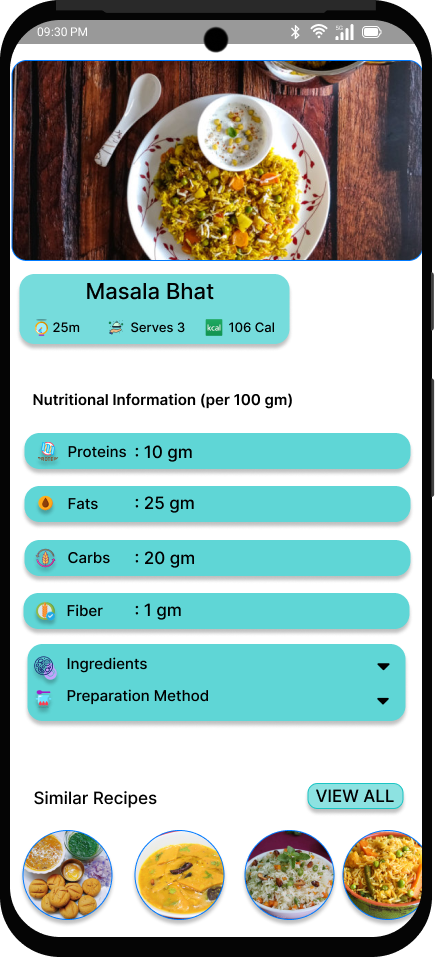 09:30 PM
5G
Masala Bhat
25m
Serves 3
kcal
106 Cal
Nutritional Information (per 100 gm)
Proteins : 10 gm
Fats : 25 gm
Carbs : 20 gm
Fiber : 1 gm
Ingredients
Preparation Method
Similar Recipes
VIEW ALL